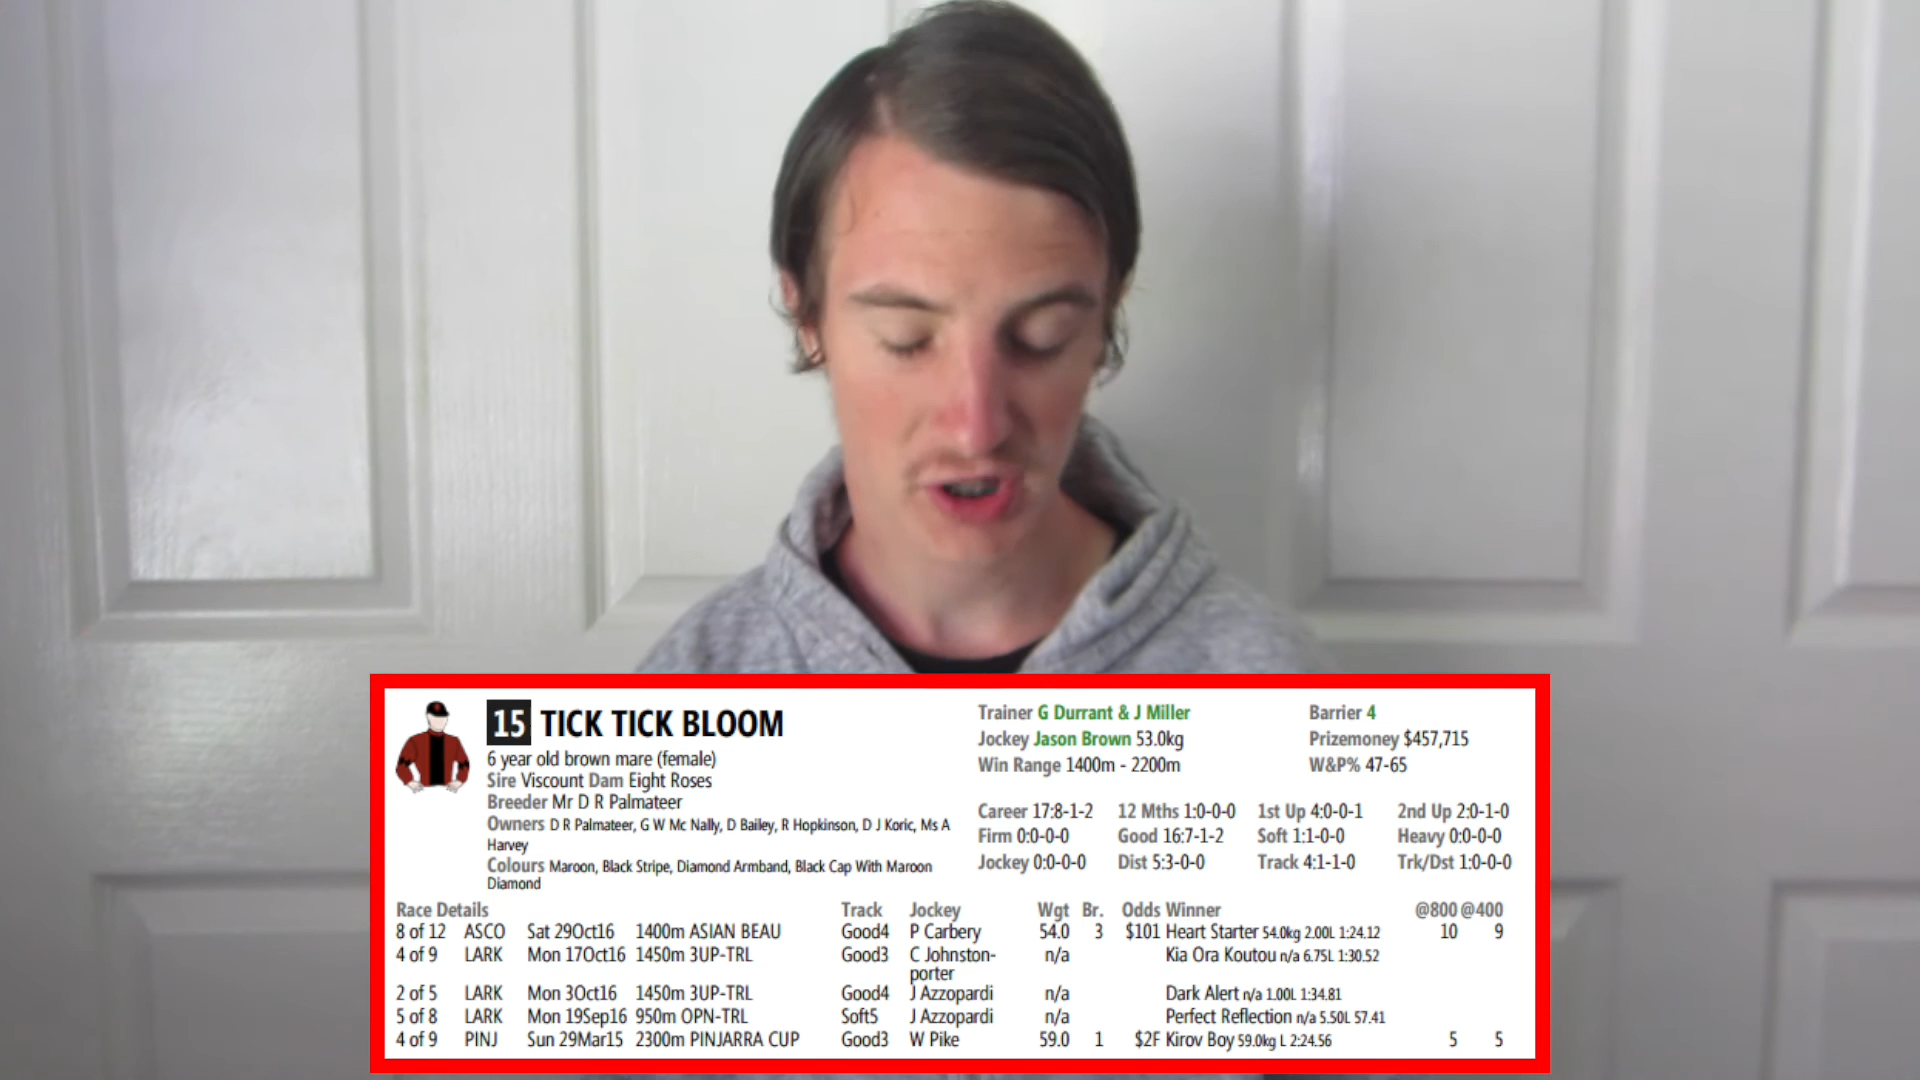 15 TICK TICK BLOOM
6 year old brown mare (female)
Sire Viscount Dam Eight Roses
Breeder Mr D R Palmateer
Owners D R Palmateer, G W Mc Nally, D Bailey, R Hopkinson, D J Koric, Ms A
Harvey
Colours Maroon, Black Stripe, Diamond Armband, Black Cap With Maroon
Diamond
Trainer G Durrant & J Miller
Jockey Jason Brown 53.0kg
Win Range 1400m - 2200m
Barrier 4
Prizemoney $457,715
W&P% 47-65
Career 17:8-1-2 12 Mths 1:0-0-0 1st Up 4:0-0-1 2nd Up 2:0-1-0
Firm 0:0-0-0 Good 16:7-1-2 Soft 1:1-0-0 Heavy 0:0-0-0
Jockey 0:0-0-0 Dist 5:3-0-0 Track 4:1-1-0 Trk/Dst 1:0-0-0
Race Details Track Jockey Wgt Br. Odds Winner @800 @400
8 of 12 ASCO Sat 29Oct16 1400m ASIAN BEAU Good4 P Carbery 54.0 3 $101 Heart Starter 54.0kg 2.00L 1:24.12 10 9
4 of 9 LARK Mon 17Oct16 1450m 3UP-TRL Good3 C Johnston- n/a Kia Ora Koutou n/a 6.75L 1:30.52
porter
2 of 5 LARK Mon 3Oct16 1450m 3UP-TRL Good4 J Azzopardi n/a Dark Alert n/a 1.00L 1:34.81
5 of 8 LARK Mon 19Sep16 950m OPN-TRL Soft5 J Azzopardi n/a Perfect Reflection n/a 5.50L 57.41
4 of 9 PINJ Sun 29Mar15 2300m PINJARRA CUP Good3 W Pike 59.0 1 $2F Kirov Boy 59.0kg L 2:24.56 5 5